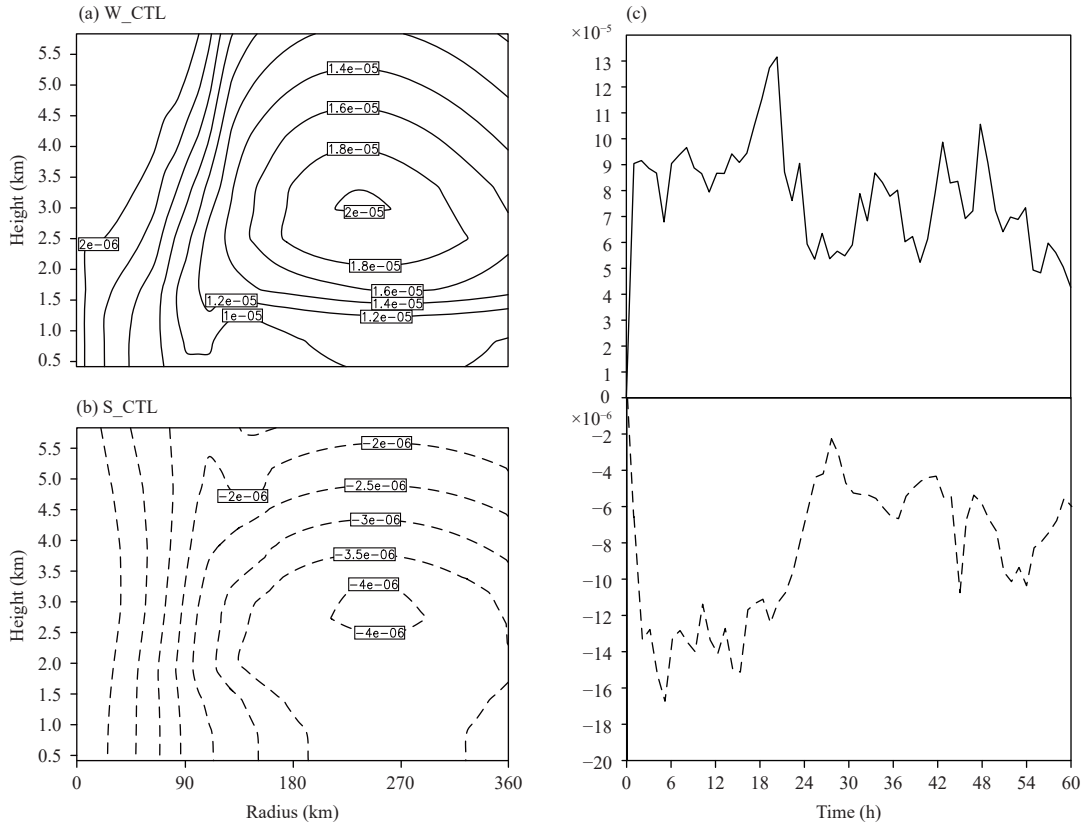 (a) W_CTL
5.5
5.0
4.5
4.0
3.5
3.0
2.5
2.0
1.5
1.0
0.5
Height (km)
1.4e−05
1.6e−05
1.8e−05
2e−05
2e−06
1.8e−05
1.6e−05
1.2e−05
1.4e−05
1e−05
1.2e−05
(b) S_CTL
5.5
5.0
4.5
4.0
3.5
3.0
2.5
2.0
1.5
1.0
0.5
Height (km)
−2e−06
−2.5e−06
−2e−06
−3e−06
−3.5e−06
−4e−06
−4e−06
0
90
180
270
360
Radius (km)
(c)
×10−5
13
12
11
10
9
8
7
6
5
4
3
2
1
0
×10−6
−2
−4
−6
−8
−10
−12
−14
−16
−18
−20
0
6
12
18
24
30
36
42
48
54
60
Time (h)